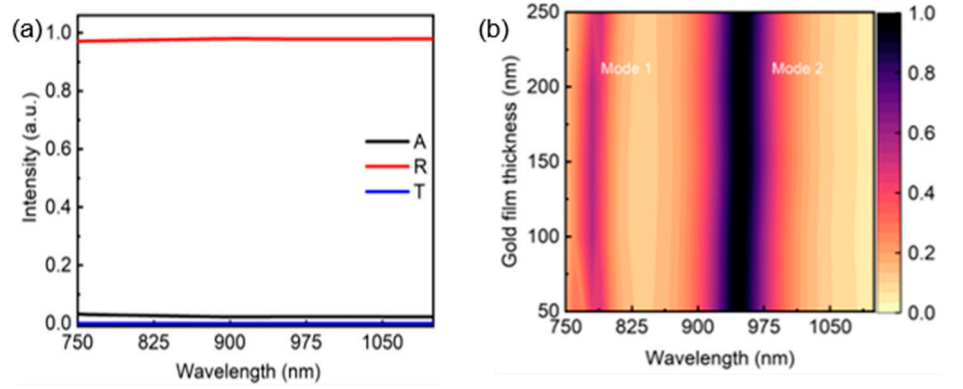 (a)
Intensity (a.u.)
1.0
0.8
0.6
0.4
0.2
0.0
A
R
T
750 825 900 975 1050
Wavelength (nm)
(b)
Gold film thickness (nm)
250
200
150
100
50
Mode 1 Mode 2
750 825 900 975 1050
Wavelength (nm)
1.0
0.8
0.6
0.4
0.2
0.0